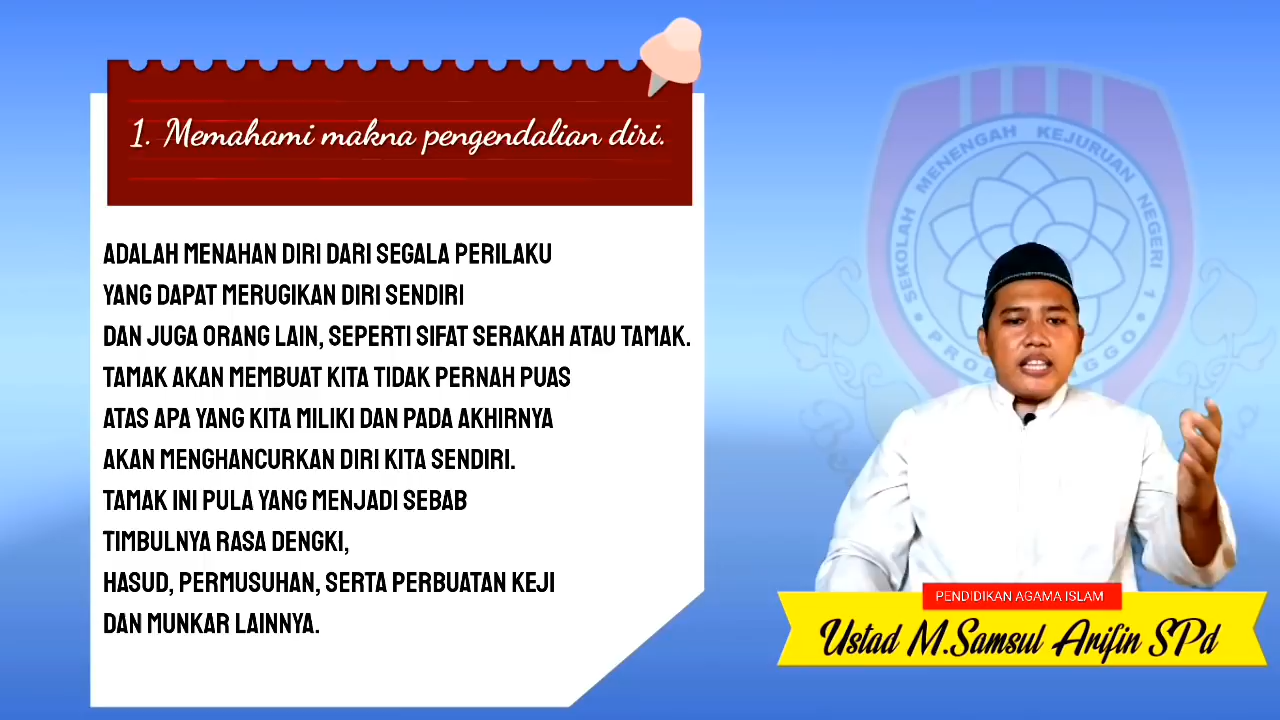 1. Memahami makna pengendalian diri.
ADALAH MENAHAN DIRI DARI SEGALA PERILAKU
YANG DAPAT MERUGIKAN DIRI SENDIRI
DAN JUGA ORANG LAIN, SEPERTI SIFAT SERAKAH ATAU TAMAK.
TAMAK AKAN MEMBUAT KITA TIDAK PERNAH PUAS
ATAS APA YANG KITA MILIKI DAN PADA AKHIRNYA
AKAN MENGHANCURKAN DIRI KITA SENDIRI.
TAMAK INI PULA YANG MENJADI SEBAB
TIMBULNYA RASA DENGKI,
HASUD, PERMUSUHAN, SERTA PERBUATAN KEJI
DAN MUNKAR LAINNYA.
SEKOLAH MENENGAH KEJURUAN NEGERI 1
PENDIDIKAN AGAMA ISLAM
Ustad M.Samsul Arifin SPd